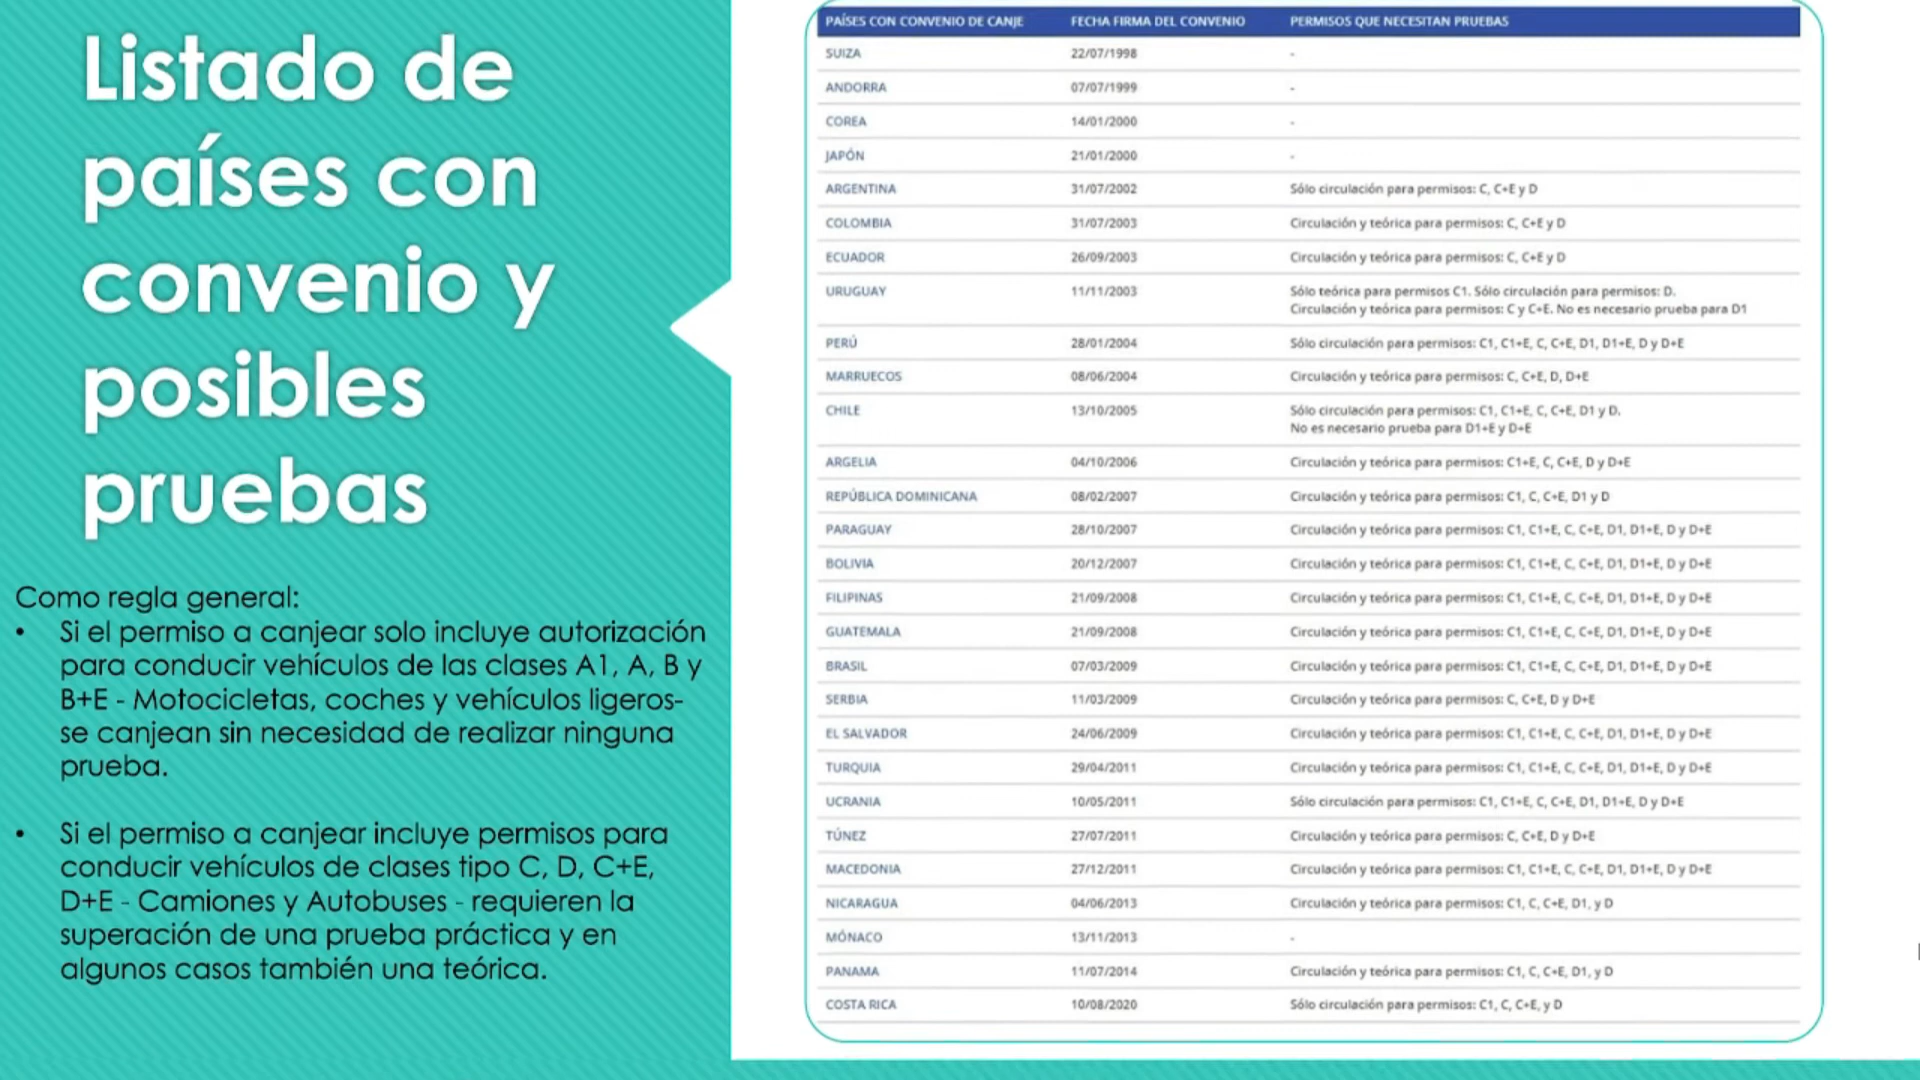 Listado de
países con
convenio y
posibles
pruebas
Como regla general:
• Si el permiso a canjear solo incluye autorización
para conducir vehículos de las clases A1, A, B y
B+E - Motocicletas, coches y vehículos ligeros-
se canjean sin necesidad de realizar ninguna
prueba.
• Si el permiso a canjear incluye permisos para
conducir vehículos de clases tipo C, D, C+E,
D+E - Camiones y Autobuses - requieren la
superación de una prueba práctica y en
algunos casos también una teórica.
PAÍSES CON CONVENIO DE CANJE FECHA FIRMA DEL CONVENIO PERMISOS QUE NECESITAN PRUEBAS
SUIZA 22/07/1998 -
ANDORRA 07/07/1999 -
COREA 14/01/2000 -
JAPÓN 21/01/2000 -
ARGENTINA 31/07/2002 Sólo circulación para permisos: C, C+E y D
COLOMBIA 31/07/2003 Circulación y teórica para permisos: C, C+E y D
ECUADOR 26/09/2003 Circulación y teórica para permisos: C, C+E y D
URUGUAY 11/11/2003 Sólo teórica para permisos C1. Sólo circulación para permisos: D.
Circulación y teórica para permisos: C y C+E. No es necesario prueba para D1
PERÚ 28/01/2004 Sólo circulación para permisos: C1, C1+E, C, C+E, D1, D1+E, D y D+E
MARRUECOS 08/06/2004 Circulación y teórica para permisos: C, C+E, D, D+E
CHILE 13/10/2005 Sólo circulación para permisos: C1, C1+E, C, C+E, D1 y D.
No es necesario prueba para D1+E y D+E
ARGELIA 04/10/2006 Circulación y teórica para permisos: C1+E, C, C+E, D y D+E
REPÚBLICA DOMINICANA 08/02/2007 Circulación y teórica para permisos: C1, C, C+E, D1 y D
PARAGUAY 28/10/2007 Circulación y teórica para permisos: C1, C1+E, C, C+E, D1, D1+E, D y D+E
BOLIVIA 20/12/2007 Circulación y teórica para permisos: C1, C1+E, C, C+E, D1, D1+E, D y D+E
FILIPINAS 21/09/2008 Circulación y teórica para permisos: C1, C1+E, C, C+E, D1, D1+E, D y D+E
GUATEMALA 21/09/2008 Circulación y teórica para permisos: C1, C1+E, C, C+E, D1, D1+E, D y D+E
BRASIL 07/03/2009 Circulación y teórica para permisos: C1, C1+E, C, C+E, D1, D1+E, D y D+E
SERBIA 11/03/2009 Circulación y teórica para permisos: C, C+E, D y D+E
EL SALVADOR 24/06/2009 Circulación y teórica para permisos: C1, C1+E, C, C+E, D1, D1+E, D y D+E
TURQUIA 29/04/2011 Circulación y teórica para permisos: C1, C1+E, C, C+E, D1, D1+E, D y D+E
UCRANIA 10/05/2011 Sólo circulación para permisos: C1, C1+E, C, C+E, D1, D1+E, D y D+E
TÚNEZ 27/07/2011 Circulación y teórica para permisos: C, C+E, D y D+E
MACEDONIA 27/12/2011 Circulación y teórica para permisos: C1, C1+E, C, C+E, D1, D1+E, D y D+E
NICARAGUA 04/06/2013 Circulación y teórica para permisos: C1, C, C+E, D1, y D
MÓNACO 13/11/2013 -
PANAMA 11/07/2014 Circulación y teórica para permisos: C1, C, C+E, D1, y D
COSTA RICA 10/08/2020 Sólo circulación para permisos: C1, C, C+E, y D